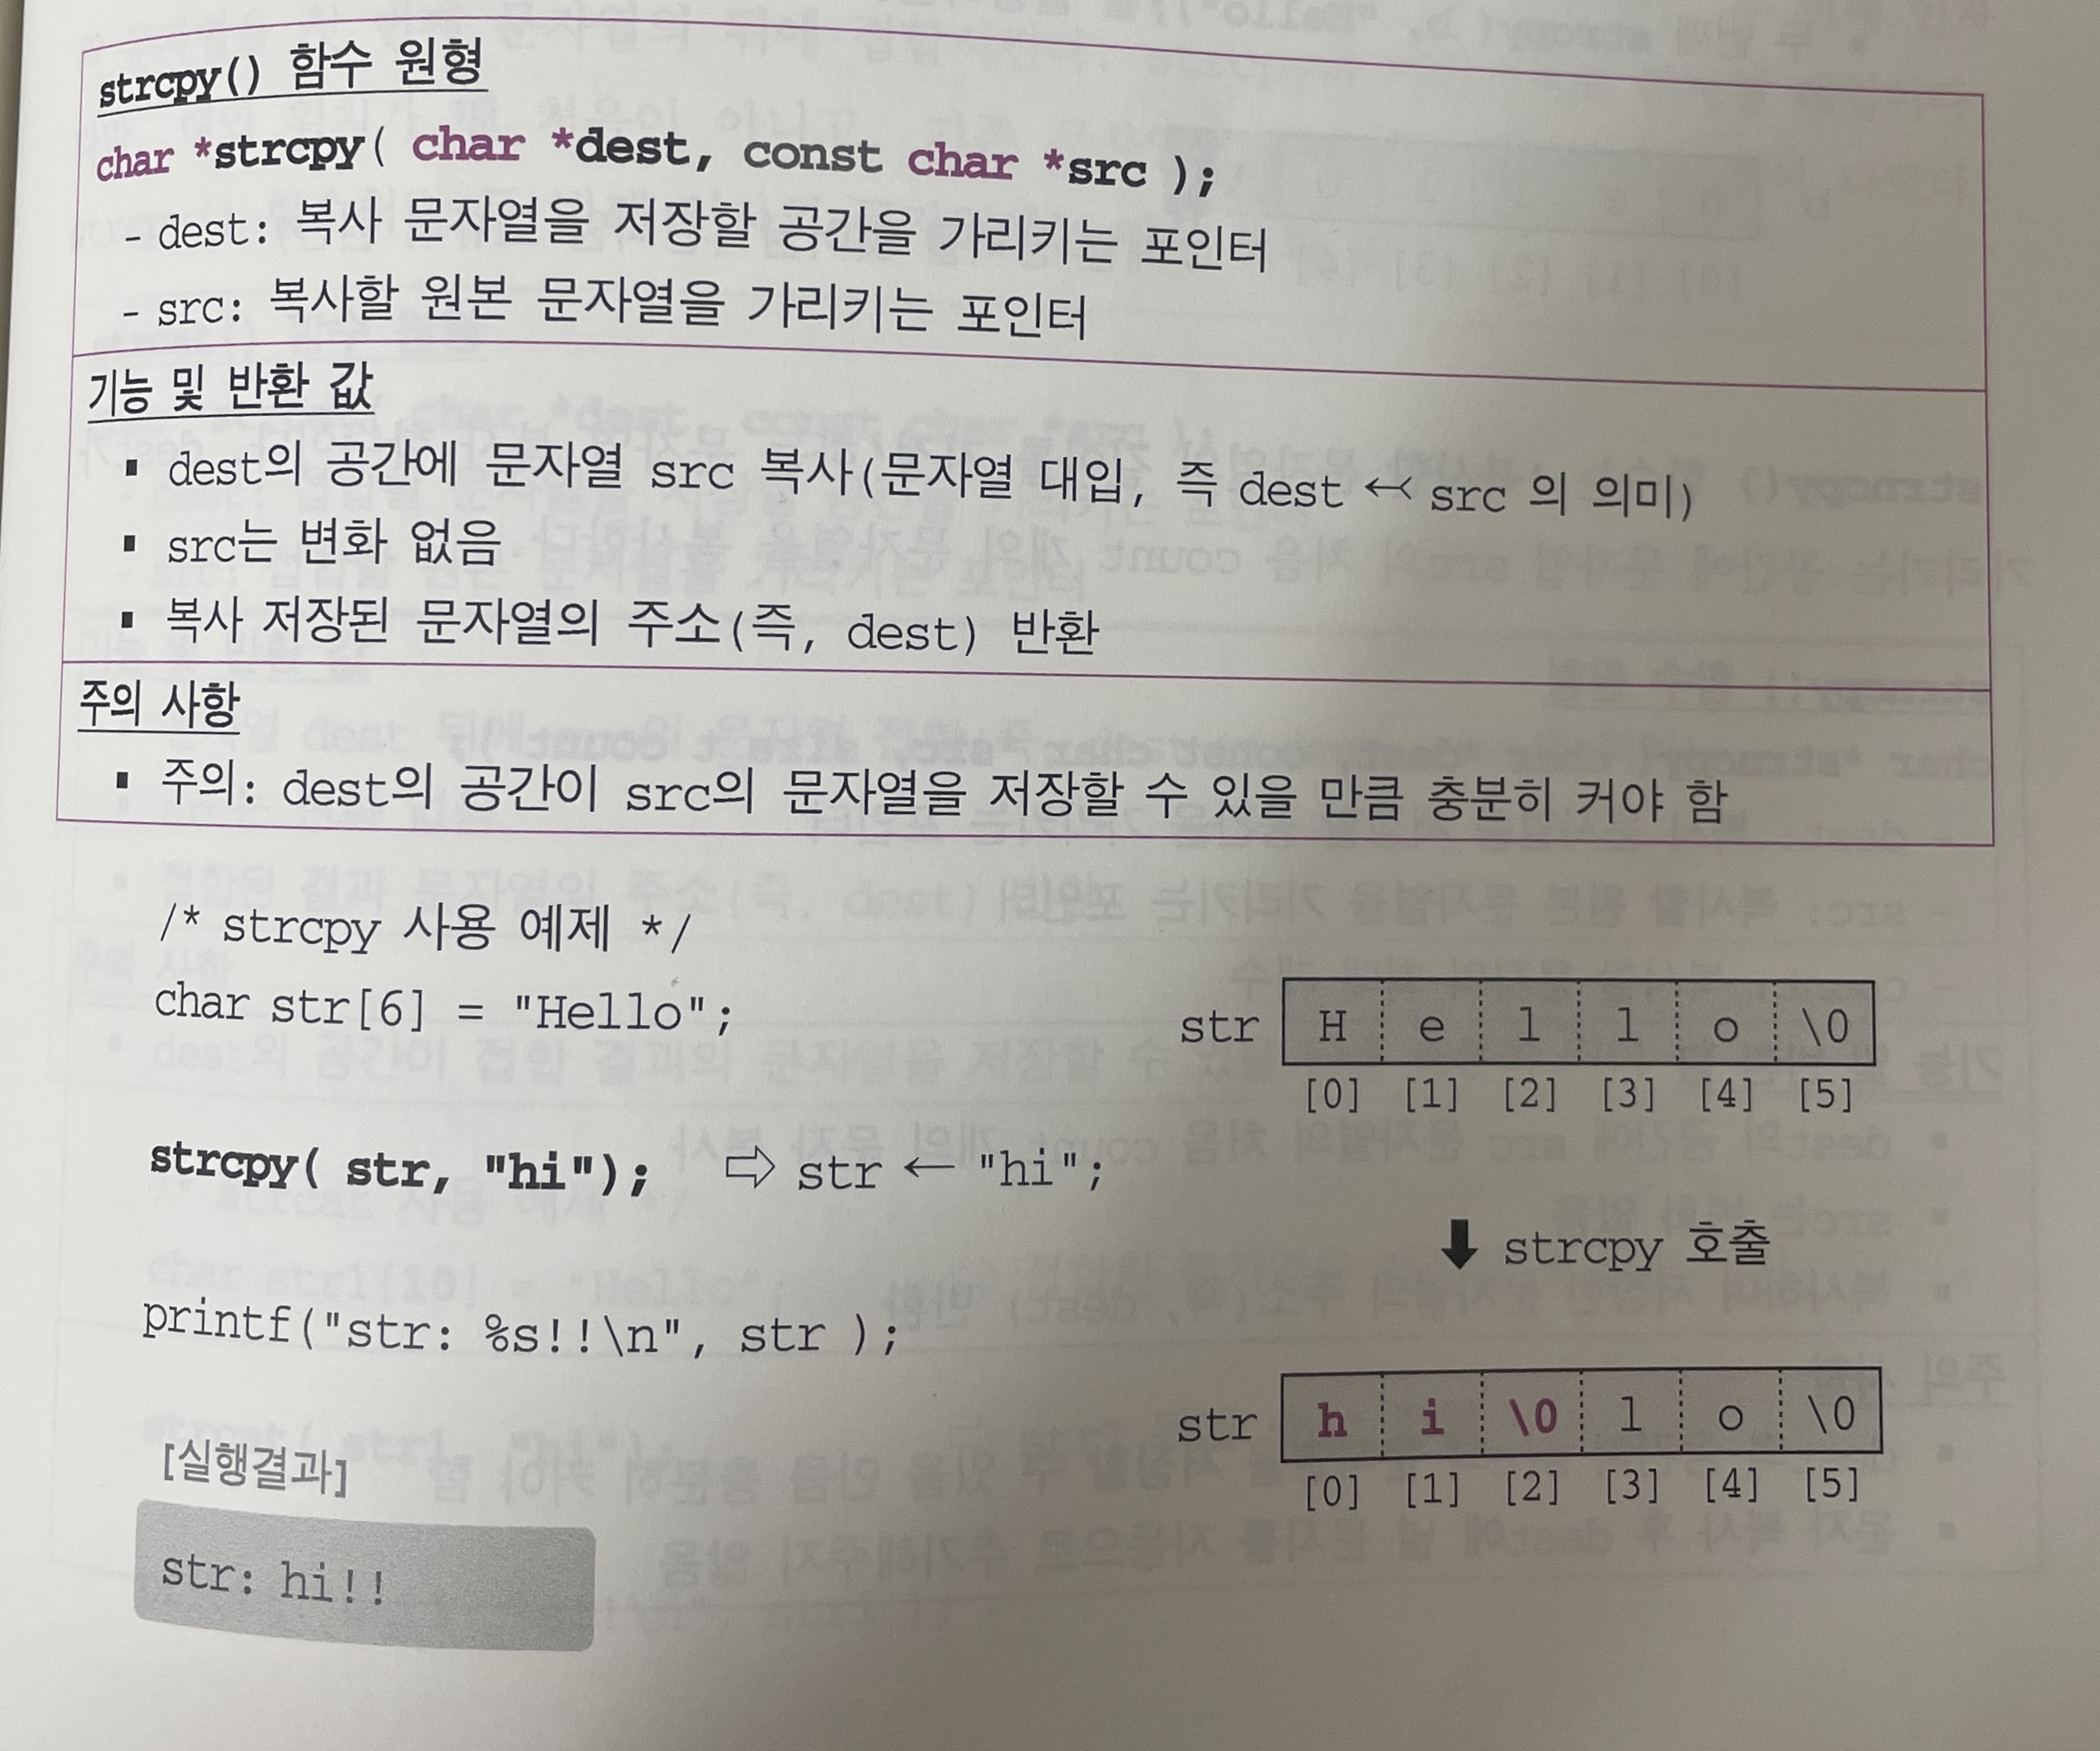 strcpy() 함수 원형
char *strcpy( char *dest, const char *src );
- dest: 복사 문자열을 저장할 공간을 가리키는 포인터
- src: 복사할 원본 문자열을 가리키는 포인터
기능 및 반환 값
▪ dest의 공간에 문자열 src 복사(문자열 대입, 즉 dest ← src 의 의미)
▪ src는 변화 없음
▪ 복사 저장된 문자열의 주소(즉, dest) 반환
주의 사항
▪ 주의: dest의 공간이 src의 문자열을 저장할 수 있을 만큼 충분히 커야 함
/* strcpy 사용 예제 */
char str[6] = "Hello";
str H e l l o \0
[0] [1] [2] [3] [4] [5]
strcpy( str, "hi"); ⇨ str ← "hi";
⬇ strcpy 호출
printf("str: %s!!\n", str );
str h i \0 l o \0
[0] [1] [2] [3] [4] [5]
[실행결과]
str: hi!!